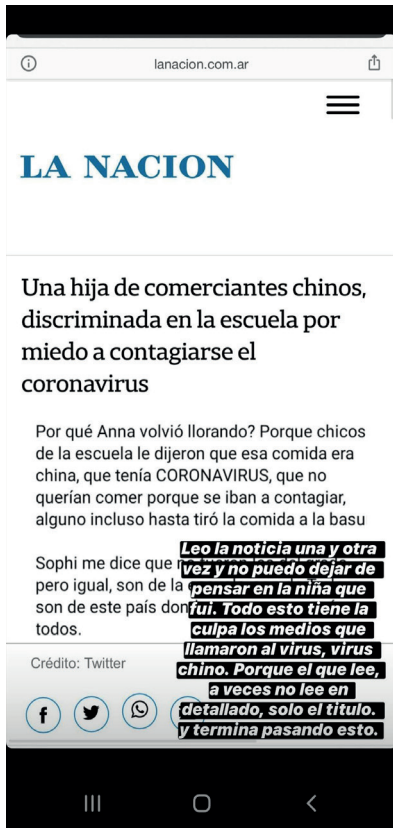 lanacion.com.ar
LA NACION
Una hija de comerciantes chinos,
discriminada en la escuela por
miedo a contagiarse el
coronavirus
Por qué Anna volvió llorando? Porque chicos
de la escuela le dijeron que esa comida era
china, que tenía CORONAVIRUS, que no
querían comer porque se iban a contagiar,
alguno incluso hasta tiró la comida a la basu
Sophi me dice que
pero igual, son de la
son de este país
todos.
Leo la noticia una y otra
vez y no puedo dejar de
pensar en la niña que
fui. Todo esto tiene la
culpa los medios que
llamaron al virus, virus
chino. Porque el que lee,
a veces no lee en
detallado, solo el titulo.
y termina pasando esto.
Crédito: Twitter